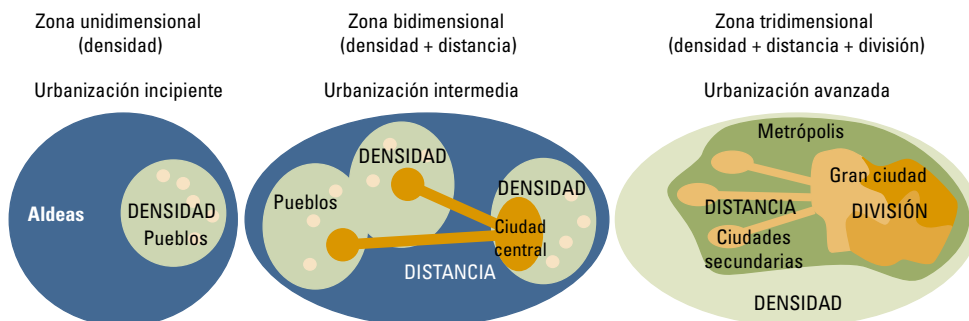 Zona unidimensional
(densidad)
Urbanización incipiente
Aldeas
DENSIDAD
Pueblos
Zona bidimensional
(densidad + distancia)
Urbanización intermedia
DENSIDAD
Pueblos
DENSIDAD
Ciudad
central
DISTANCIA
Zona tridimensional
(densidad + distancia + división)
Urbanización avanzada
Metrópolis
Gran ciudad
DISTANCIA
DIVISIÓN
Ciudades
secundarias
DENSIDAD